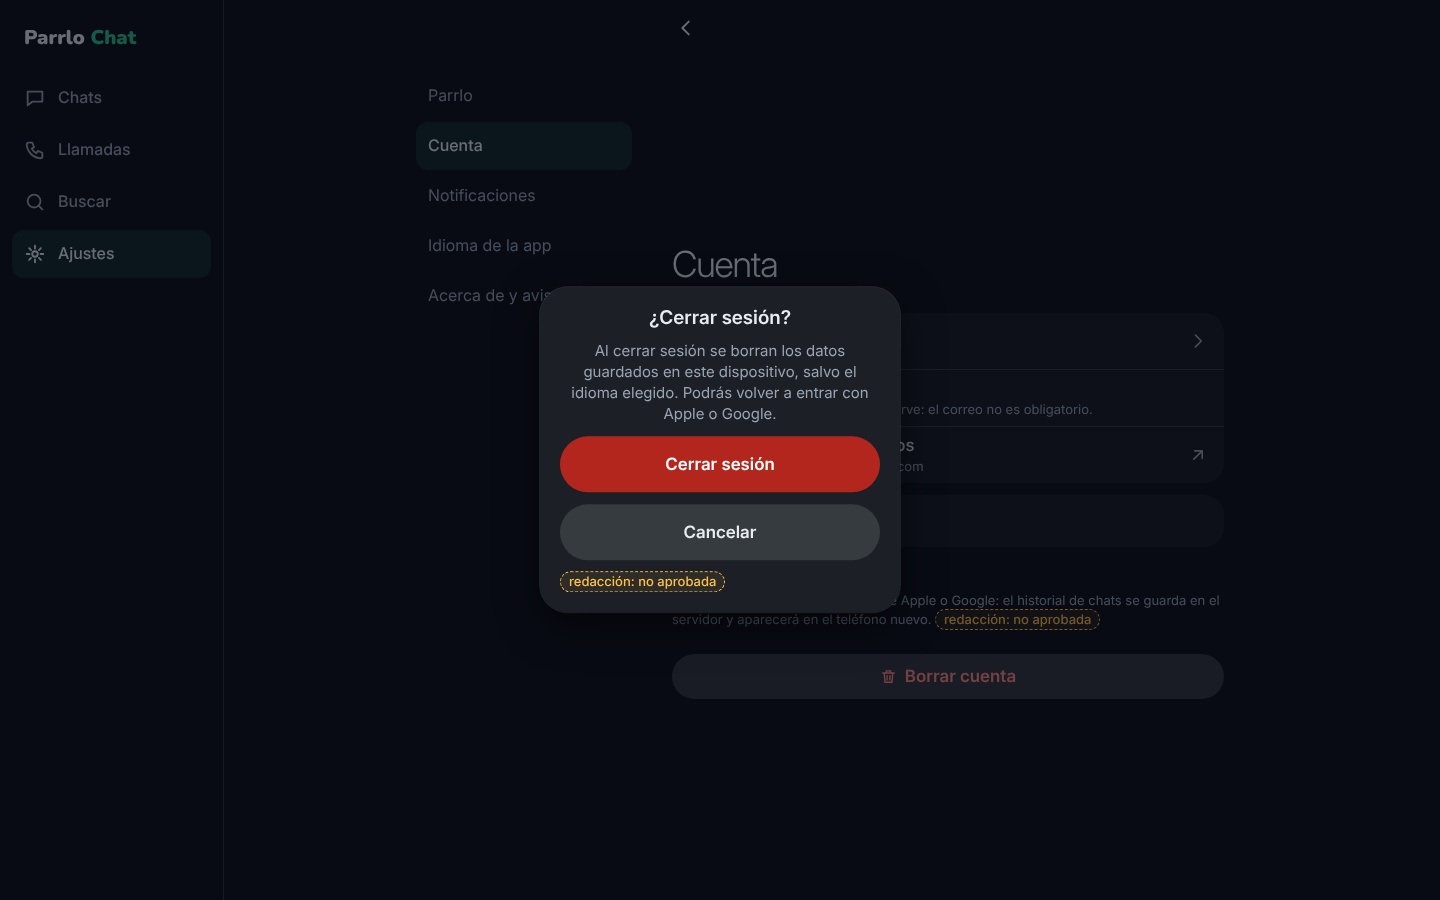 Parrlo Chat
Chats
Llamadas
Buscar
Ajustes
Parrlo
Cuenta
Notificaciones
Idioma de la app
Acerca de y avis
Cuenta
¿Cerrar sesión?
Al cerrar sesión se borran los datos
guardados en este dispositivo, salvo el
idioma elegido. Podrás volver a entrar con
Apple o Google.
Cerrar sesión
Cancelar
redacción: no aprobada
rve: el correo no es obligatorio.
os
com
Apple o Google: el historial de chats se guarda en el
servidor y aparecerá en el teléfono nuevo. redacción: no aprobada
Borrar cuenta